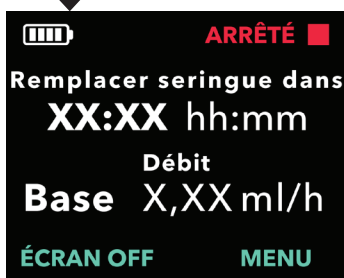 ARRÊTÉ
Remplacer seringue dans
XX:XX hh:mm
Débit
Base X,XX ml/h
ÉCRAN OFF MENU